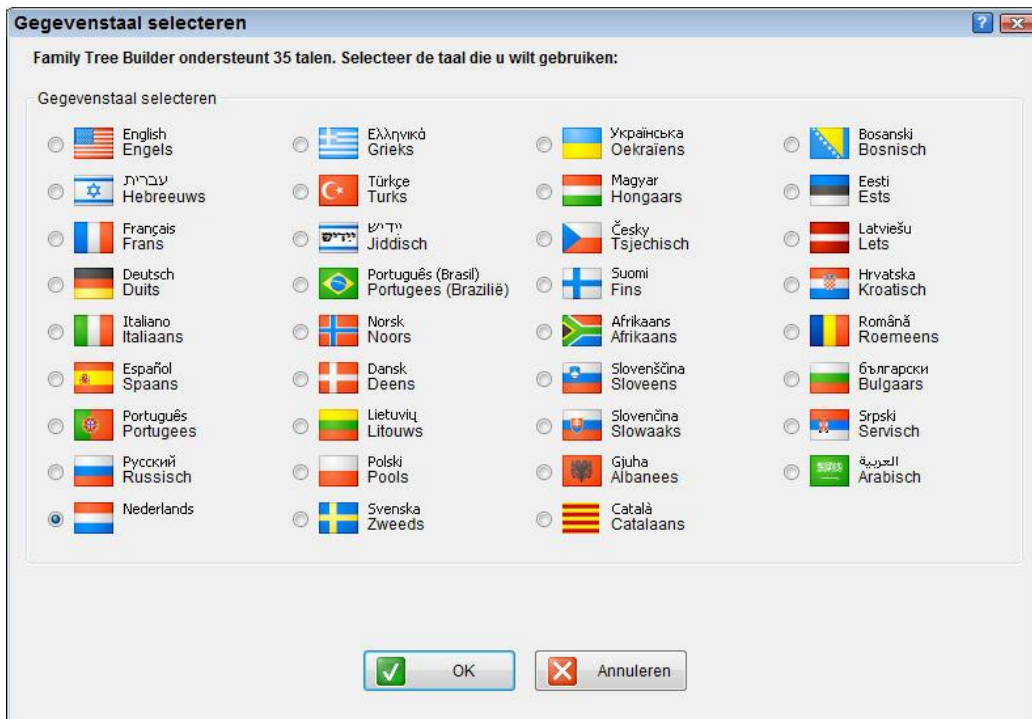 Gegevenstaal selecteren
Family Tree Builder ondersteunt 35 talen. Selecteer de taal die u wilt gebruiken:
Gegevenstaal selecteren
English
Engels
עברית
Hebreeuws
Français
Frans
Deutsch
Duits
Italiano
Italiaans
Español
Spaans
Português
Portugees
Русский
Russisch
Nederlands
Ελληνικά
Grieks
Türkçe
Turks
ייִדיש
יידיש
Jiddisch
Português (Brasil)
Portugees (Brazilië)
Norsk
Noors
Dansk
Deens
Lietuvių
Litouws
Polski
Pools
Svenska
Zweeds
Українська
Oekraïens
Magyar
Hongaars
Česky
Tsjechisch
Suomi
Fins
Afrikaans
Afrikaans
Slovenščina
Sloveens
Slovenčina
Slowaaks
Gjuha
Albanees
Català
Catalaans
Bosanski
Bosnisch
Eesti
Ests
Latviešu
Lets
Hrvatska
Kroatisch
Română
Roemeens
български
Bulgaars
Srpski
Servisch
العربية
Arabisch
OK
Annuleren